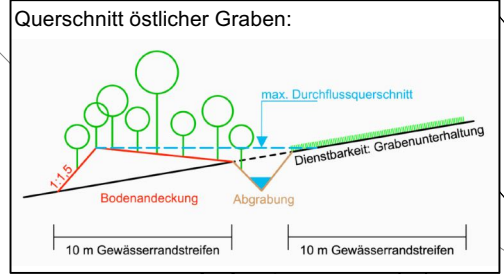 Querschnitt östlicher Graben:
max. Durchflussquerschnitt
1:1,5
Dienstbarkeit: Grabenunterhaltung
Bodenandeckung
Abgrabung
10 m Gewässerrandstreifen
10 m Gewässerrandstreifen